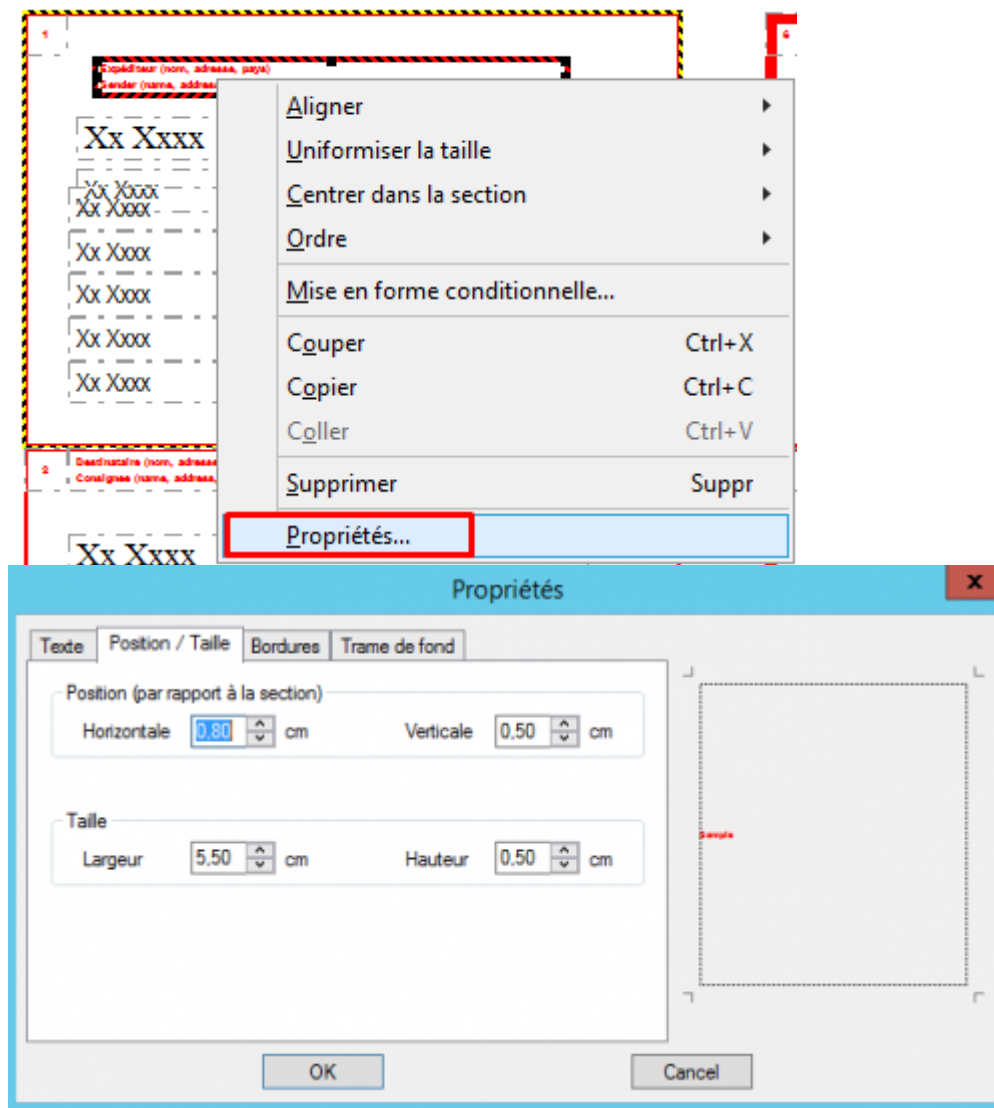 1
6
Expéditeur (nom, adresse, pays)
Sender (name, address
Xx Xxxx
Xx Xxxx
Xx Xxxx
Xx Xxxx
Xx Xxxx
Xx Xxxx
Xx Xxxx
2
Destinataire (nom, adresse
Consignee (name, address,
Xx Xxxx
Aligner
Uniformiser la taille
Centrer dans la section
Ordre
Mise en forme conditionnelle...
Couper Ctrl+X
Copier Ctrl+C
Coller Ctrl+V
Supprimer Suppr
Propriétés...
Propriétés
x
Texte Position / Taille Bordures Trame de fond
Position (par rapport à la section)
Horizontale 0,80 cm Verticale 0,50 cm
Taille
Largeur 5,50 cm Hauteur 0,50 cm
Sample
OK Cancel